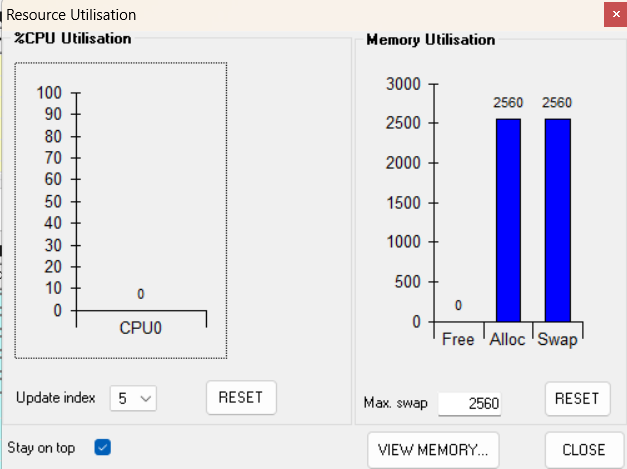 Resource Utilisation
%CPU Utilisation
100
90
80
70
60
50
40
30
20
10
0
0
CPU0
Update index 5 RESET
Memory Utilisation
3000
2500
2000
1500
1000
500
0
2560 2560
0
Free Alloc Swap
Max. swap 2560 RESET
Stay on top VIEW MEMORY... CLOSE